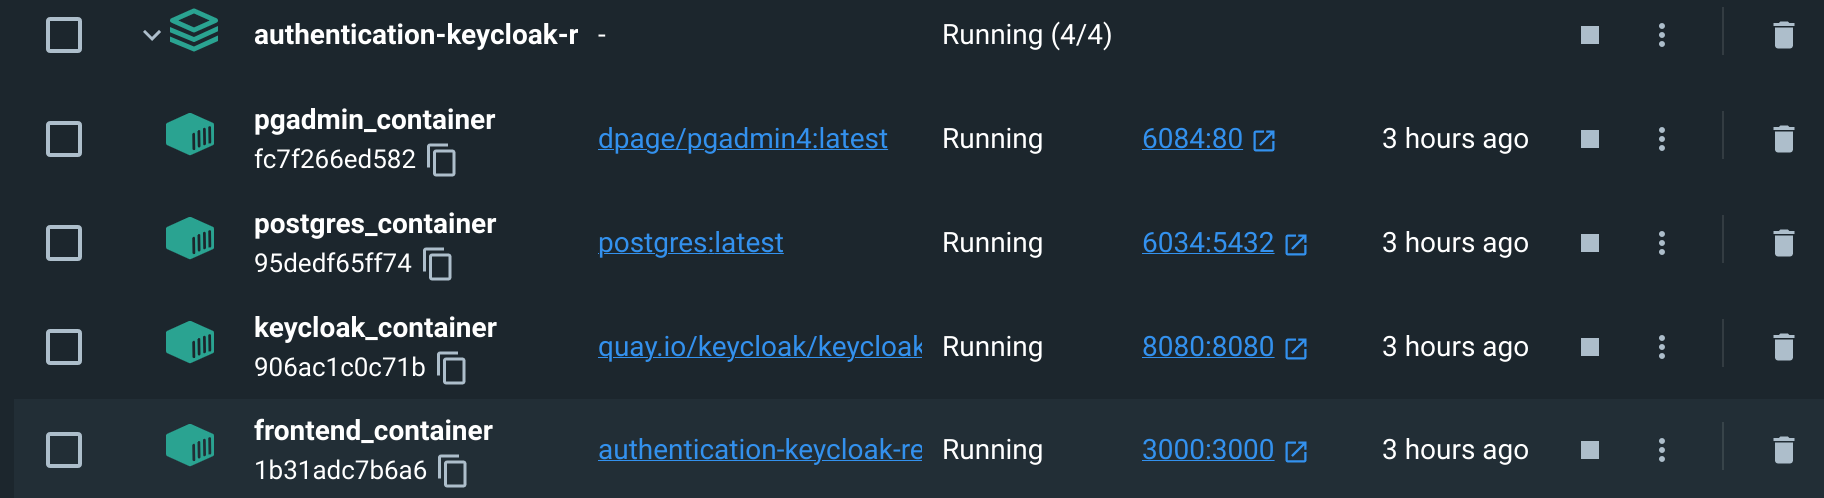 authentication-keycloak-r - Running (4/4)
pgadmin_container
fc7f266ed582
dpage/pgadmin4:latest Running 6084:80 3 hours ago
postgres_container
95dedf65ff74
postgres:latest Running 6034:5432 3 hours ago
keycloak_container
906ac1c0c71b
quay.io/keycloak/keycloak Running 8080:8080 3 hours ago
frontend_container
1b31adc7b6a6
authentication-keycloak-re Running 3000:3000 3 hours ago